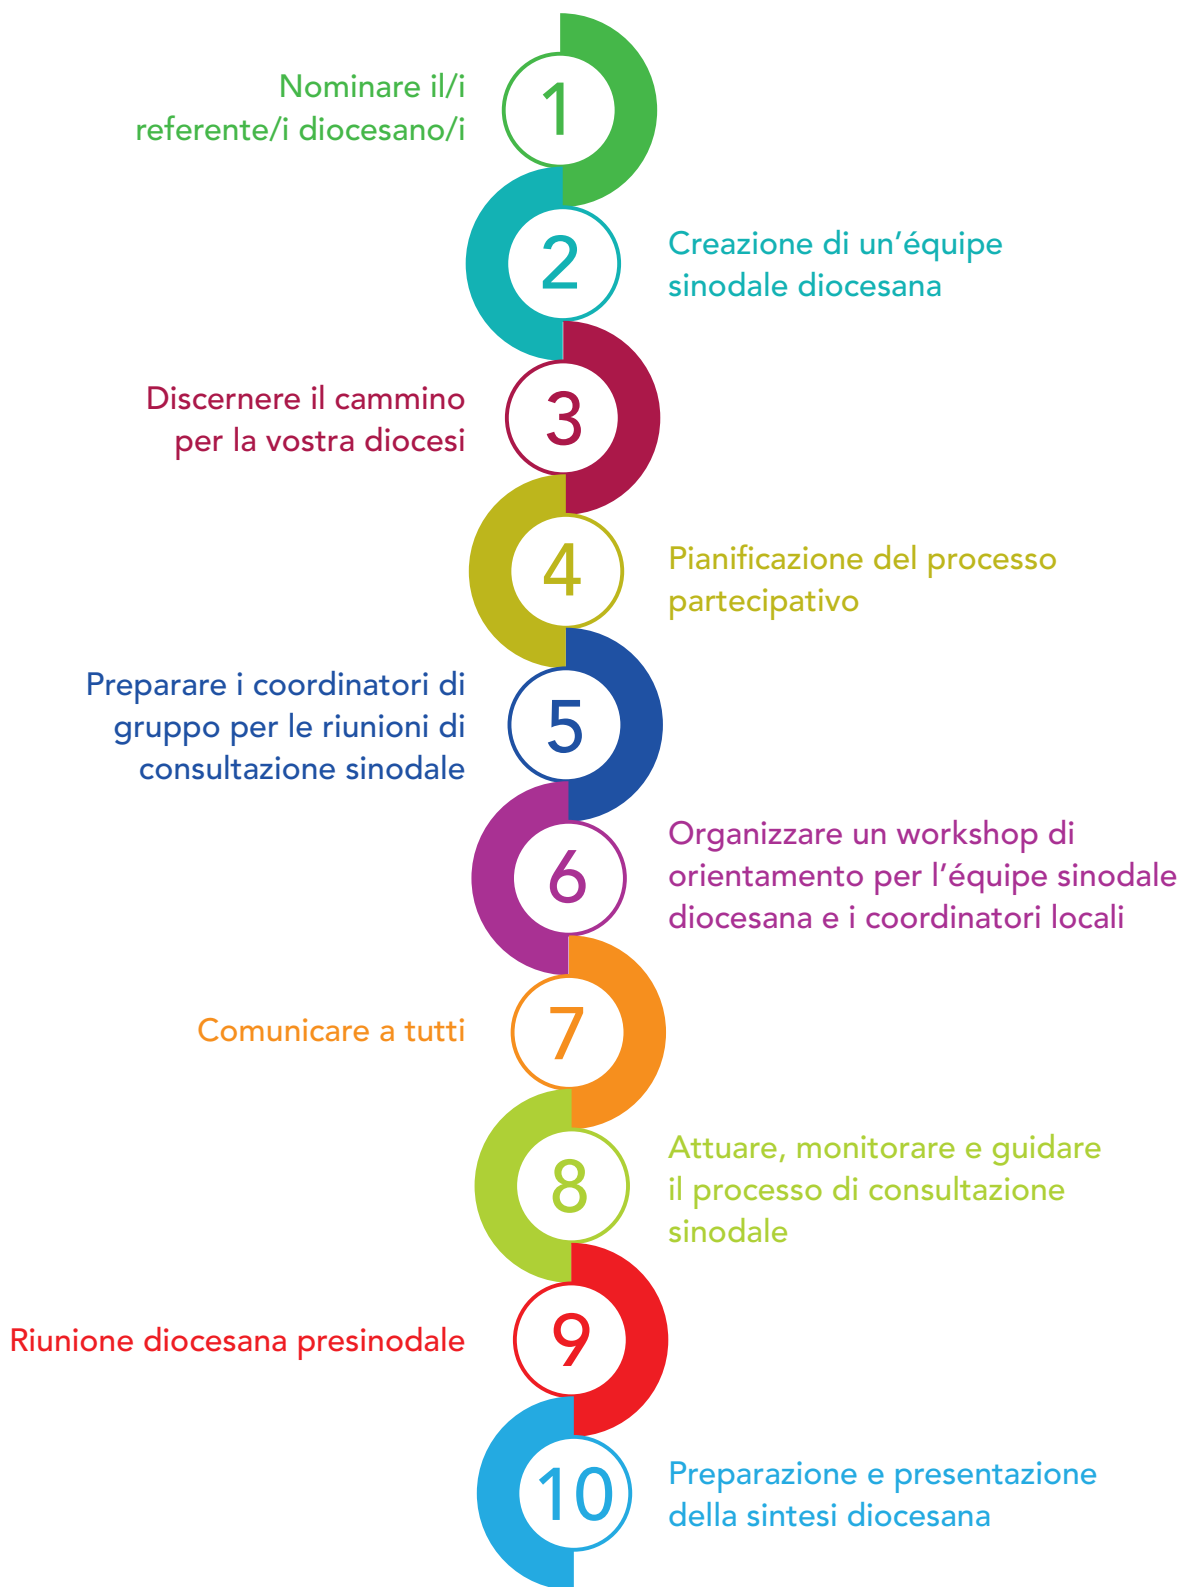 1
Nominare il/i
referente/i diocesano/i
2
Creazione di un’équipe
sinodale diocesana
3
Discernere il cammino
per la vostra diocesi
4
Pianificazione del processo
partecipativo
5
Preparare i coordinatori di
gruppo per le riunioni di
consultazione sinodale
6
Organizzare un workshop di
orientamento per l’équipe sinodale
diocesana e i coordinatori locali
7
Comunicare a tutti
8
Attuare, monitorare e guidare
il processo di consultazione
sinodale
9
Riunione diocesana presinodale
10
Preparazione e presentazione
della sintesi diocesana